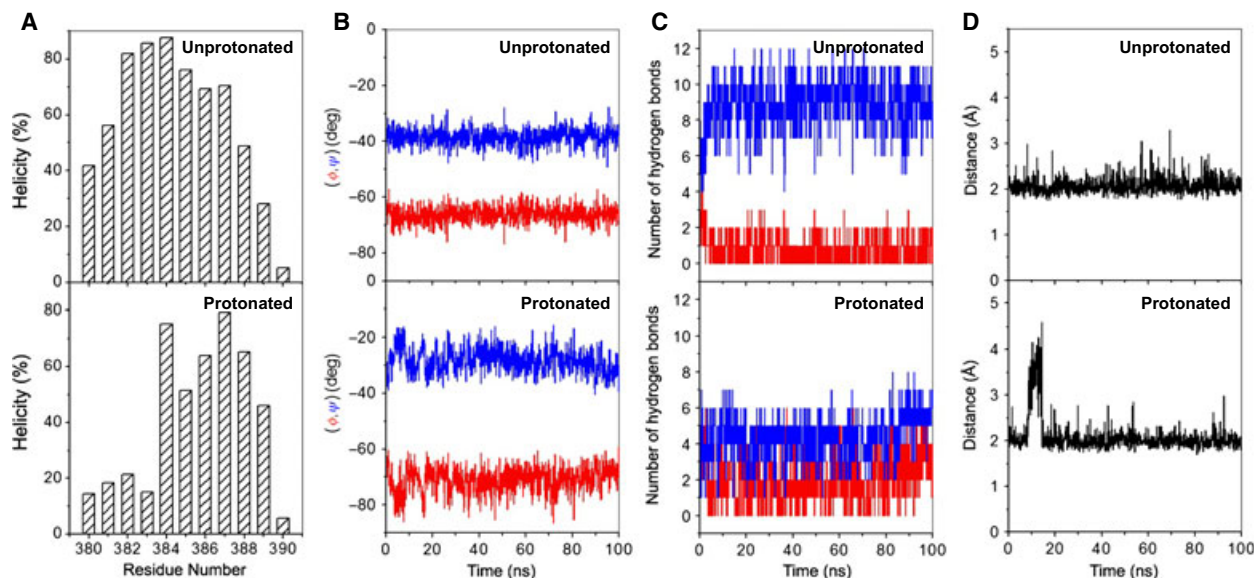 A
B
C
D
Unprotonated
Unprotonated
Unprotonated
Unprotonated
Helicity (%)
80
60
40
20
0
(ϕ,ψ) (deg)
0
−20
−40
−60
−80
0
Number of hydrogen bonds
12
10
8
6
4
2
0
Distance (Å)
5
4
3
2
1
0
Protonated
Protonated
Protonated
Protonated
Helicity (%)
80
60
40
20
0
(ϕ,ψ) (deg)
−20
−40
−60
−80
Number of hydrogen bonds
12
10
8
6
4
2
0
Distance (Å)
5
4
3
2
1
0
380 382 384 386 388 390
0 20 40 60 80 100
0 20 40 60 80 100
0 20 40 60 80 100
Residue Number
Time (ns)
Time (ns)
Time (ns)